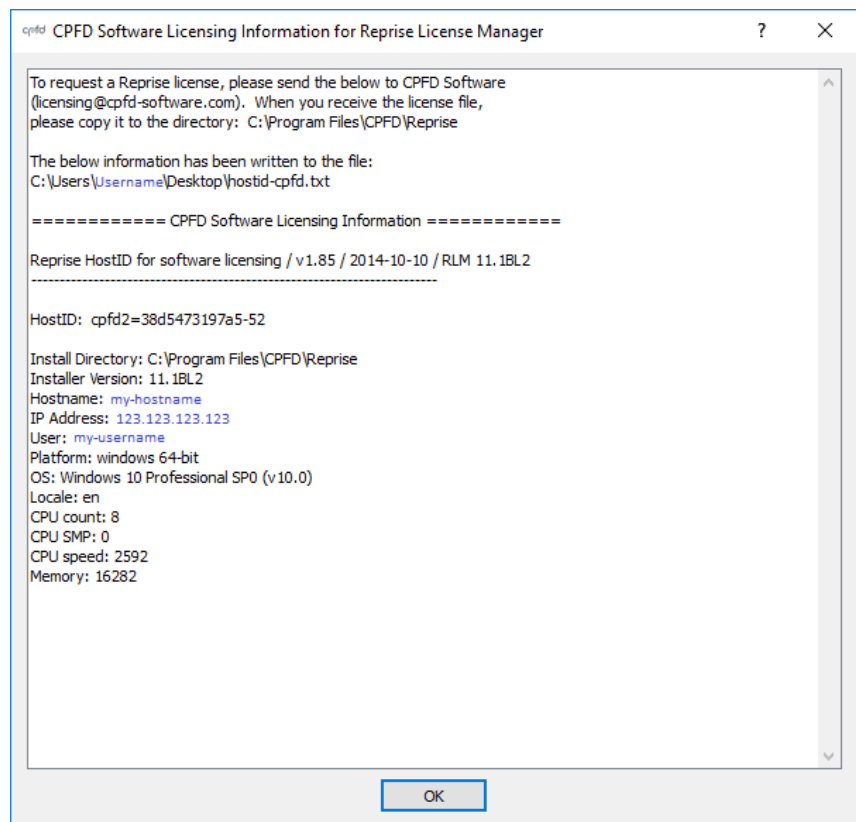 cpfd CPFD Software Licensing Information for Reprise License Manager ?
To request a Reprise license, please send the below to CPFD Software
(licensing@cpfd-software.com). When you receive the license file,
please copy it to the directory: C:\Program Files\CPFD\Reprise
The below information has been written to the file:
C:\Users\Username\Desktop\hostid-cpfd.txt
============ CPFD Software Licensing Information ============
Reprise HostID for software licensing / v1.85 / 2014-10-10 / RLM 11.1BL2
------------------------------------------------------------------------
HostID: cpfd2=38d5473197a5-52
Install Directory: C:\Program Files\CPFD\Reprise
Installer Version: 11.1BL2
Hostname: my-hostname
IP Address: 123.123.123.123
User: my-username
Platform: windows 64-bit
OS: Windows 10 Professional SP0 (v10.0)
Locale: en
CPU count: 8
CPU SMP: 0
CPU speed: 2592
Memory: 16282
OK